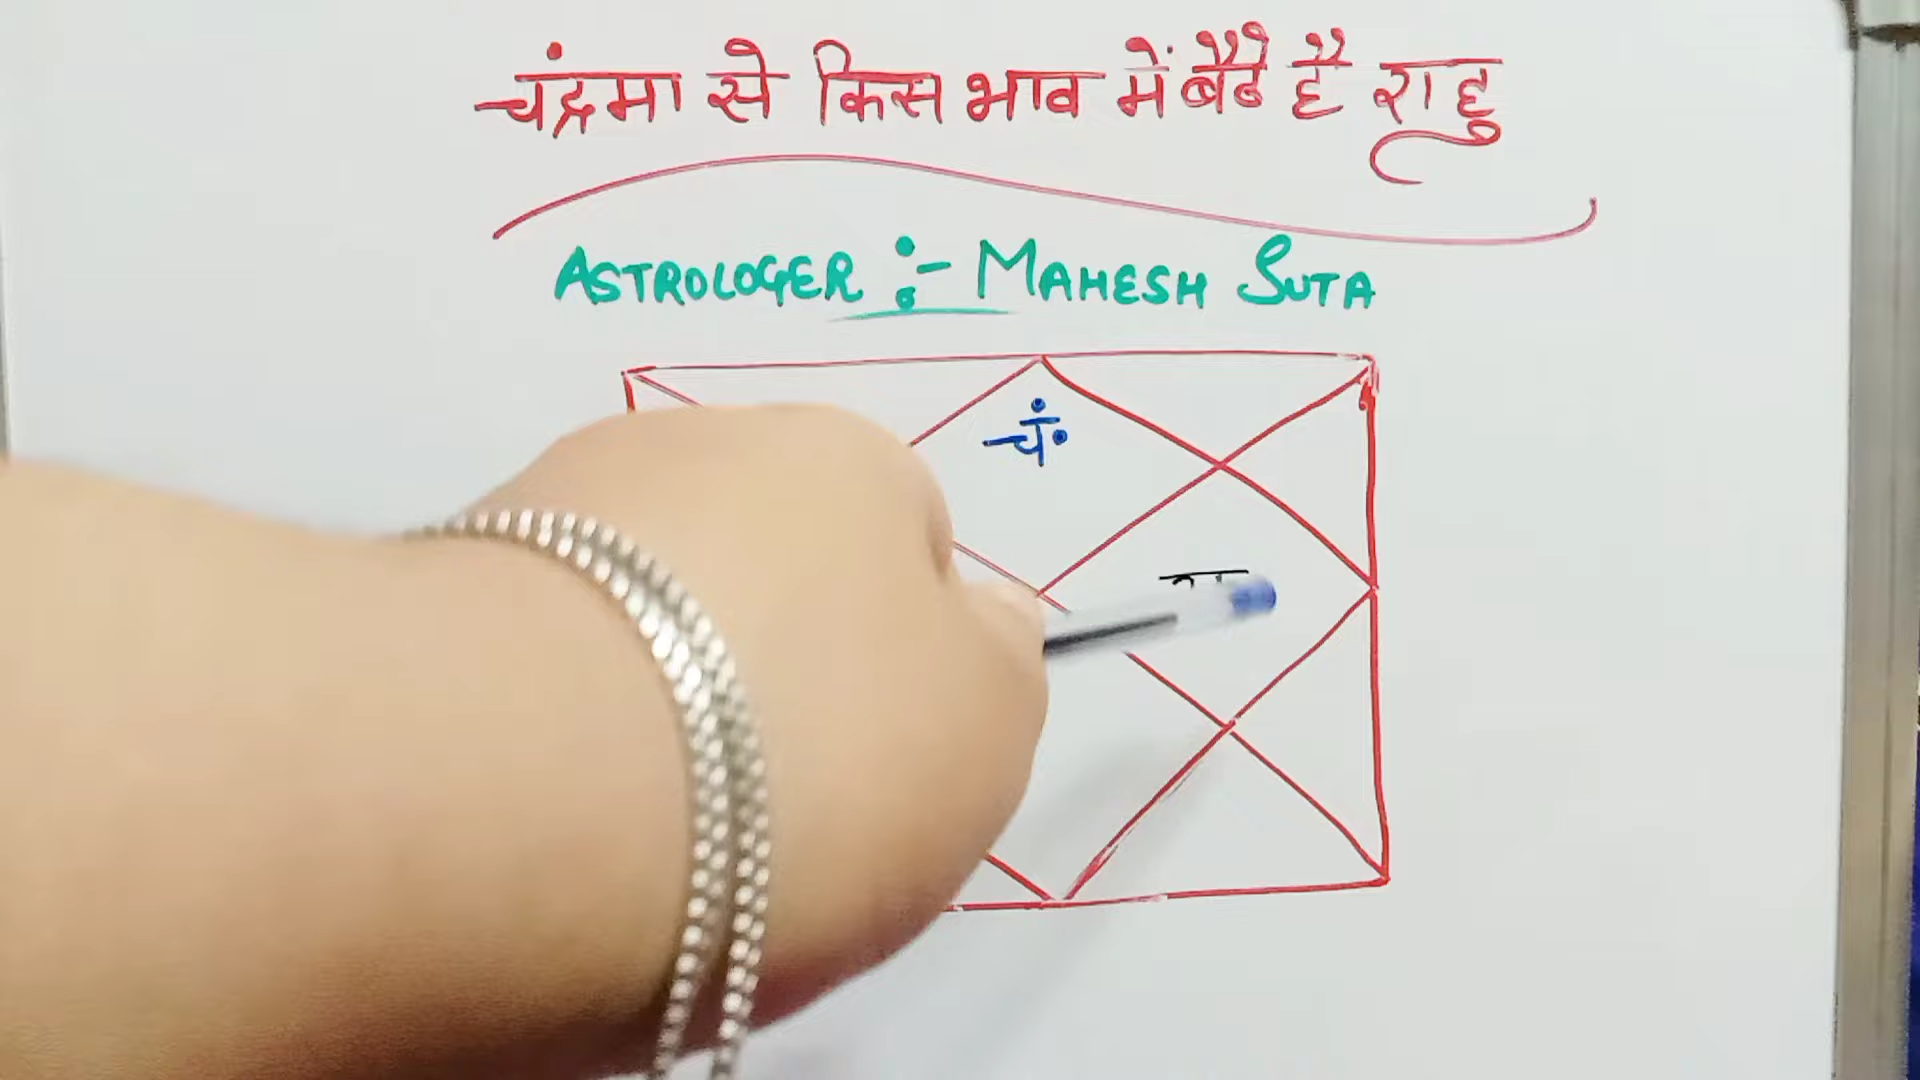 चंद्रमा से किस भाव में बैठे हैं राहु
ASTROLOGER :- MAHESH SUTA
चं॰